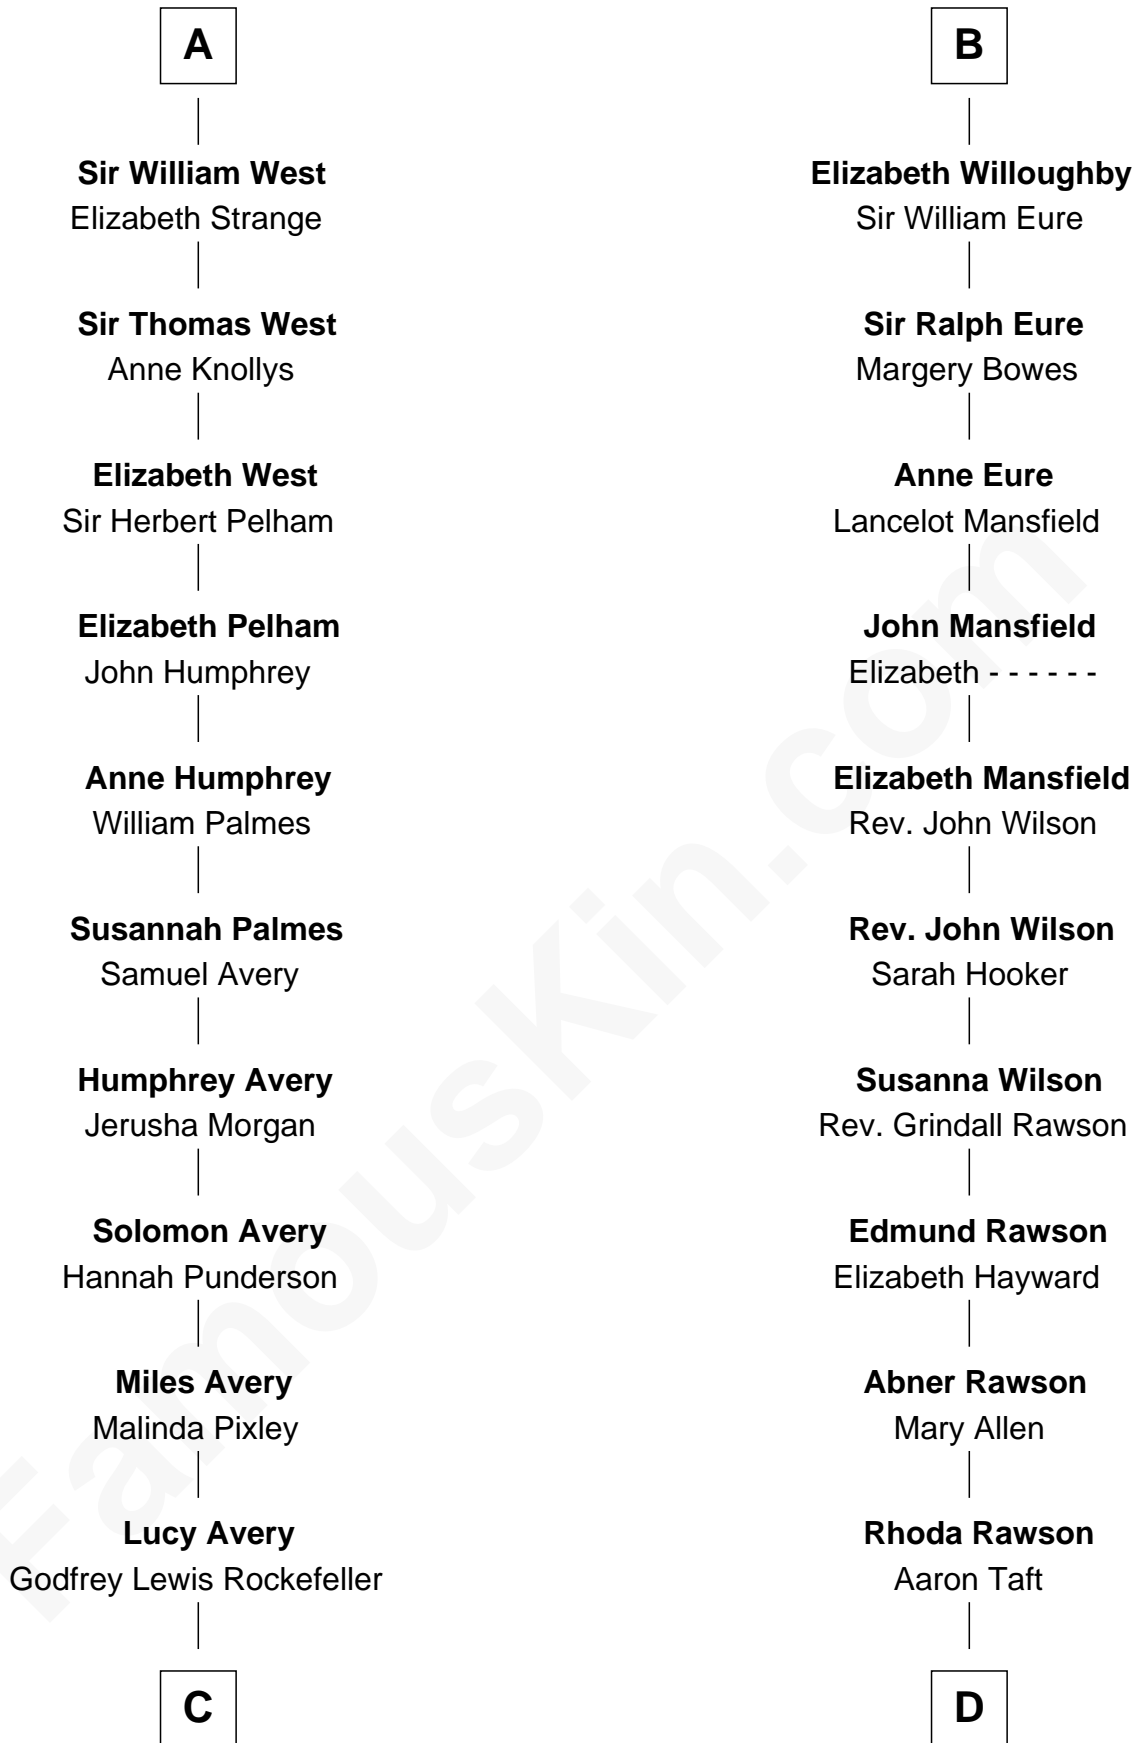 A
Sir William West
Elizabeth Strange
Sir Thomas West
Anne Knollys
Elizabeth West
Sir Herbert Pelham
Elizabeth Pelham
John Humphrey
Anne Humphrey
William Palmes
Susannah Palmes
Samuel Avery
Humphrey Avery
Jerusha Morgan
Solomon Avery
Hannah Punderson
Miles Avery
Malinda Pixley
Lucy Avery
Godfrey Lewis Rockefeller
C
B
Elizabeth Willoughby
Sir William Eure
Sir Ralph Eure
Margery Bowes
Anne Eure
Lancelot Mansfield
John Mansfield
Elizabeth - - - - - -
Elizabeth Mansfield
Rev. John Wilson
Rev. John Wilson
Sarah Hooker
Susanna Wilson
Rev. Grindall Rawson
Edmund Rawson
Elizabeth Hayward
Abner Rawson
Mary Allen
Rhoda Rawson
Aaron Taft
D
FamousKin.com